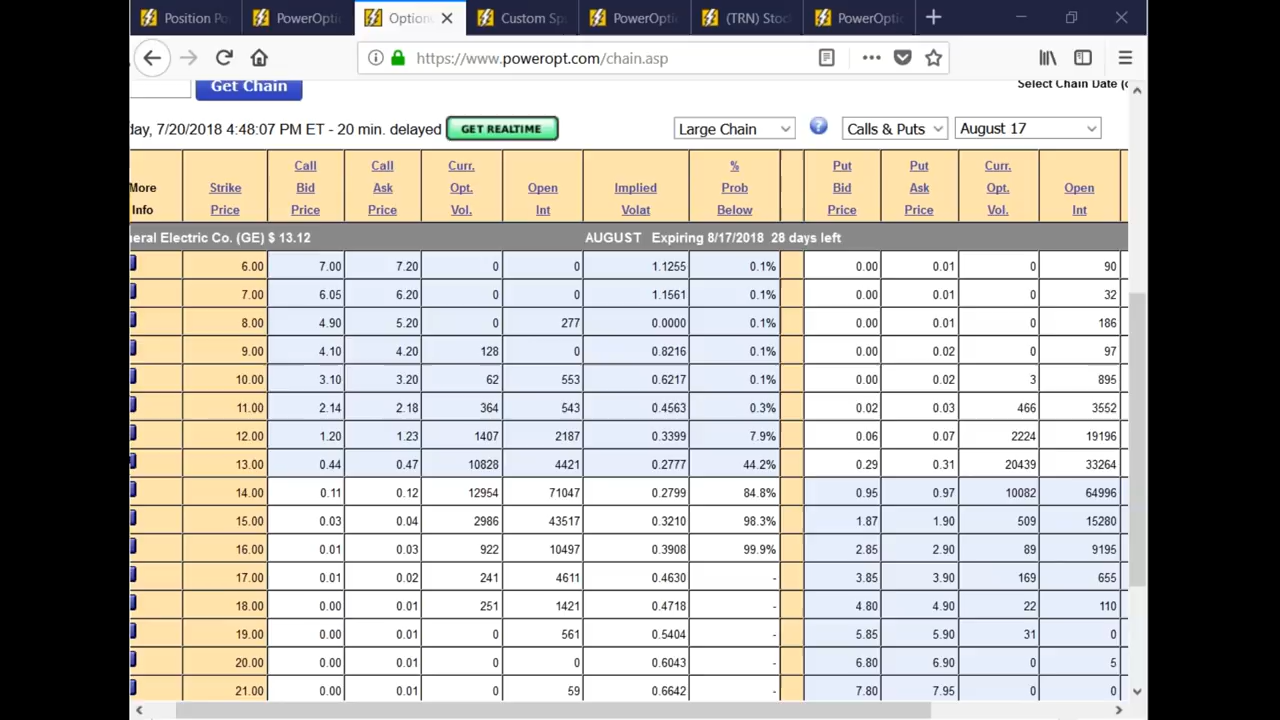 Position Po PowerOpti Options Custom Sp PowerOpti (TRN) Stoc PowerOptic
https://www.poweropt.com/chain.asp
Get Chain Select Chain Date (o
day, 7/20/2018 4:48:07 PM ET - 20 min. delayed GET REALTIME Large Chain ? Calls & Puts August 17
Call Call Curr. % Put Put Curr.
More Strike Bid Ask Opt. Open Implied Prob Bid Ask Opt. Open
Info Price Price Price Vol. Int Volat Below Price Price Vol. Int
neral Electric Co. (GE) $ 13.12 AUGUST Expiring 8/17/2018 28 days left
6.00 7.00 7.20 0 0 1.1255 0.1% 0.00 0.01 0 90
7.00 6.05 6.20 0 0 1.1561 0.1% 0.00 0.01 0 32
8.00 4.90 5.20 0 277 0.0000 0.1% 0.00 0.01 0 186
9.00 4.10 4.20 128 0 0.8216 0.1% 0.00 0.02 0 97
10.00 3.10 3.20 62 553 0.6217 0.1% 0.00 0.02 3 895
11.00 2.14 2.18 364 543 0.4563 0.3% 0.02 0.03 466 3552
12.00 1.20 1.23 1407 2187 0.3399 7.9% 0.06 0.07 2224 19196
13.00 0.44 0.47 10828 4421 0.2777 44.2% 0.29 0.31 20439 33264
14.00 0.11 0.12 12954 71047 0.2799 84.8% 0.95 0.97 10082 64996
15.00 0.03 0.04 2986 43517 0.3210 98.3% 1.87 1.90 509 15280
16.00 0.01 0.03 922 10497 0.3908 99.9% 2.85 2.90 89 9195
17.00 0.01 0.02 241 4611 0.4630 - 3.85 3.90 169 655
18.00 0.00 0.01 251 1421 0.4718 - 4.80 4.90 22 110
19.00 0.00 0.01 0 561 0.5404 - 5.85 5.90 31 0
20.00 0.00 0.01 0 0 0.6043 - 6.80 6.90 0 5
21.00 0.00 0.01 0 59 0.6642 - 7.80 7.95 0 0